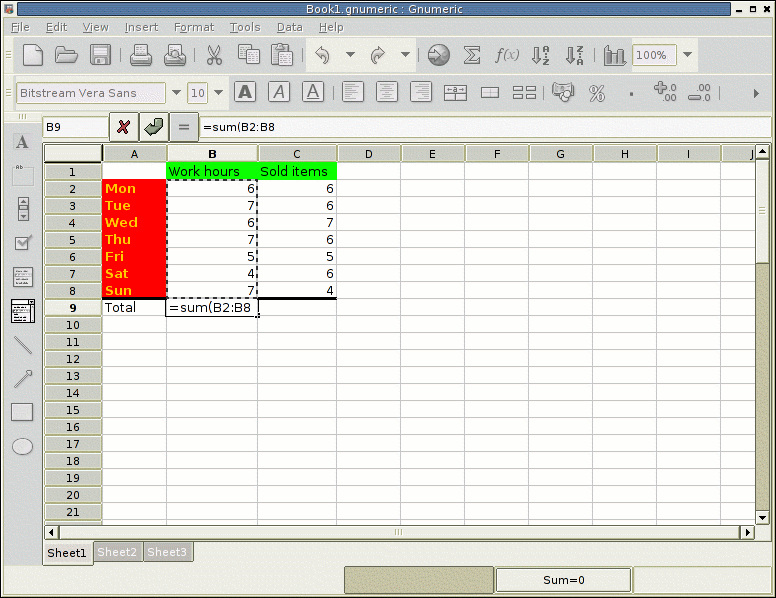 Book1.gnumeric : Gnumeric
File Edit View Insert Format Tools Data Help
f(x) 100%
Bitstream Vera Sans 10 A A A
B9 =sum(B2:B8
A B C D E F G H I J
1 Work hours Sold items
2 Mon 6 6
3 Tue 7 6
4 Wed 6 7
5 Thu 7 6
6 Fri 5 5
7 Sat 4 6
8 Sun 7 4
9 Total =sum(B2:B8
10
11
12
13
14
15
16
17
18
19
20
21
Sheet1 Sheet2 Sheet3
Sum=0